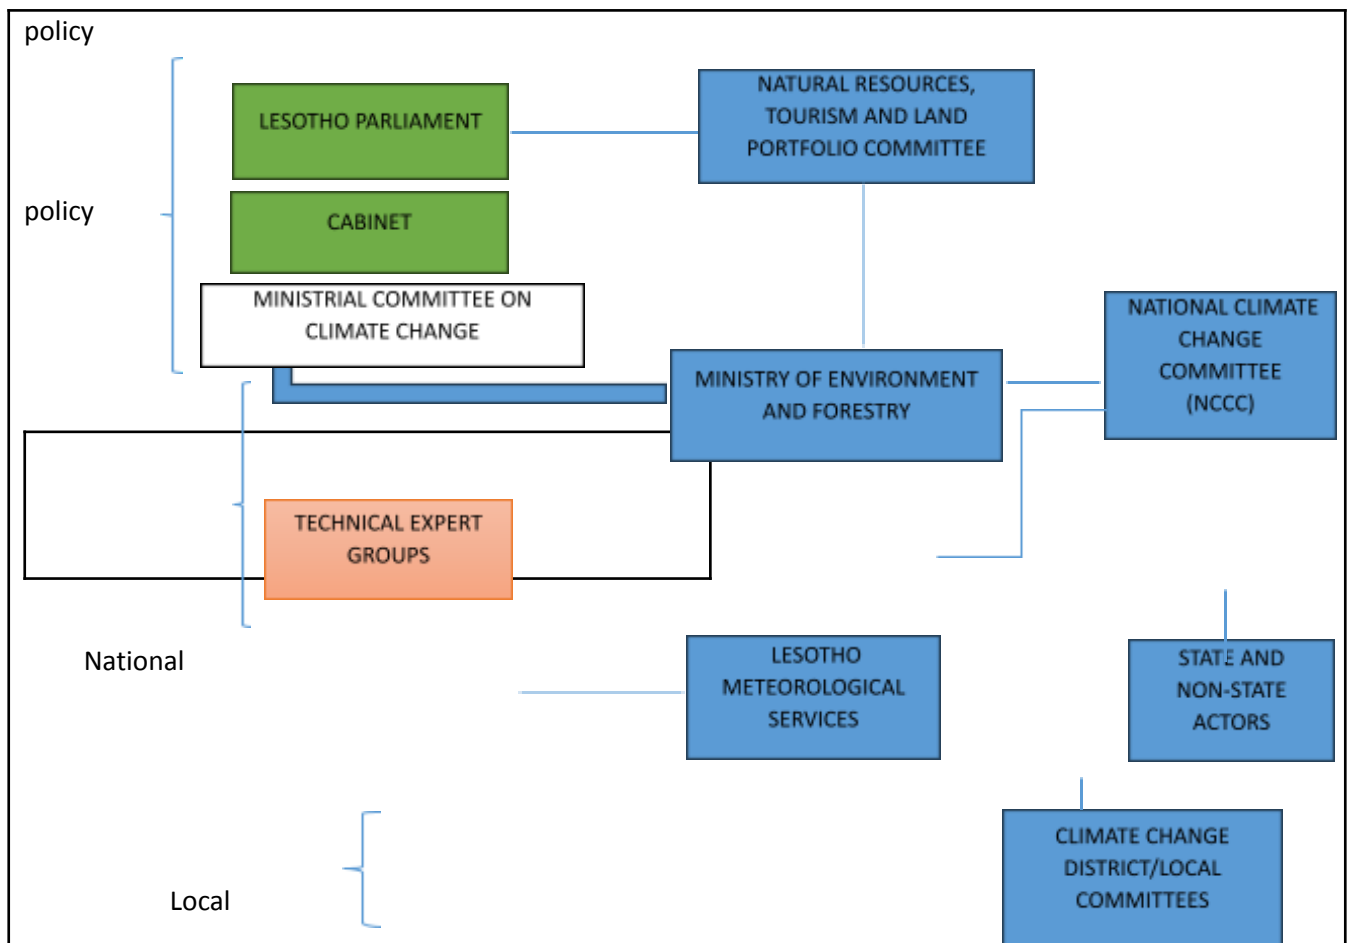 policy
LESOTHO PARLIAMENT
NATURAL RESOURCES,
TOURISM AND LAND
PORTFOLIO COMMITTEE
policy
CABINET
MINISTRIAL COMMITTEE ON
CLIMATE CHANGE
NATIONAL CLIMATE
CHANGE
COMMITTEE
(NCCC)
MINISTRY OF ENVIRONMENT
AND FORESTRY
TECHNICAL EXPERT
GROUPS
National
LESOTHO
METEOROLOGICAL
SERVICES
STATE AND
NON-STATE
ACTORS
Local
CLIMATE CHANGE
DISTRICT/LOCAL
COMMITTEES